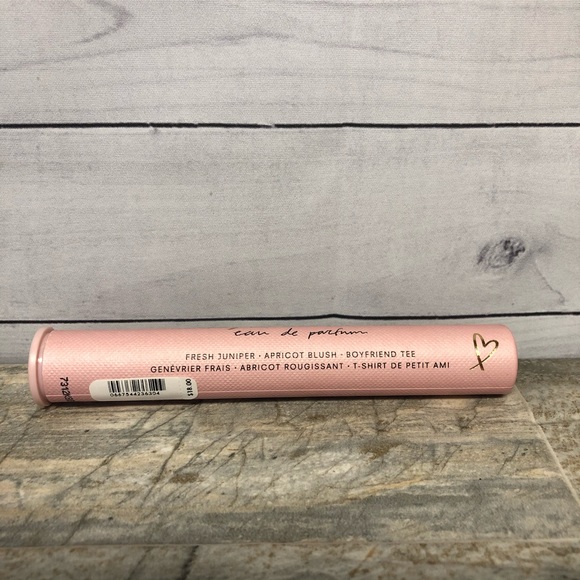 eau de parfum
FRESH JUNIPER · APRICOT BLUSH · BOYFRIEND TEE
GENÉVRIER FRAIS · ABRICOT ROUGISSANT · T-SHIRT DE PETIT AMI
0667544236304
$18.00